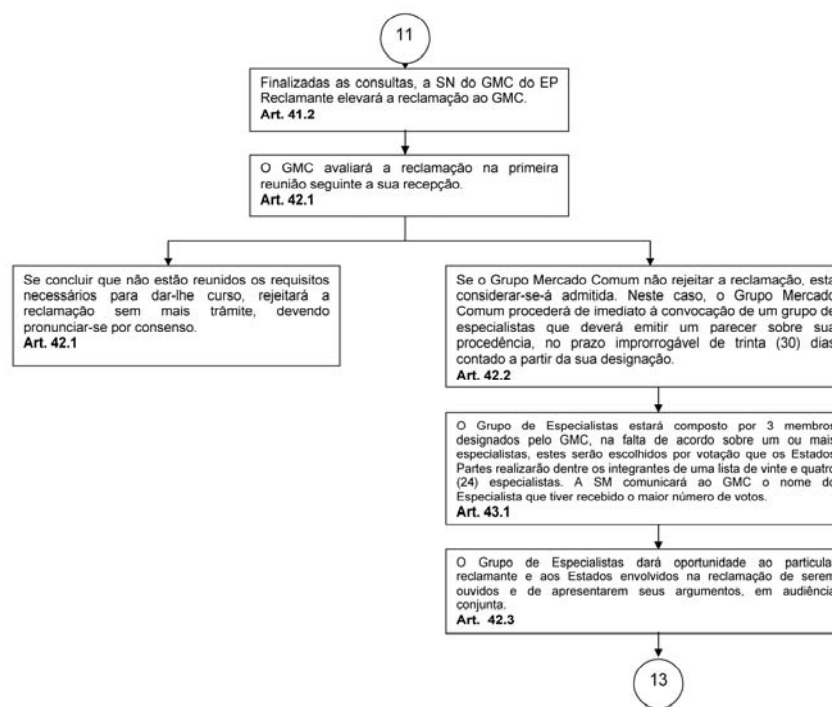 11
Finalizadas as consultas, a SN do GMC do EP
Reclamante elevará a reclamação ao GMC.
Art. 41.2
O GMC avaliará a reclamação na primeira
reunião seguinte a sua recepção.
Art. 42.1
Se concluir que não estão reunidos os requisitos
necessários para dar-lhe curso, rejeitará a
reclamação sem mais trâmite, devendo
pronunciar-se por consenso.
Art. 42.1
Se o Grupo Mercado Comum não rejeitar a reclamação, esta
considerar-se-á admitida. Neste caso, o Grupo Mercado
Comum procederá de imediato à convocação de um grupo de
especialistas que deverá emitir um parecer sobre sua
procedência, no prazo improrrogável de trinta (30) dias
contado a partir da sua designação.
Art. 42.2
O Grupo de Especialistas estará composto por 3 membros
designados pelo GMC, na falta de acordo sobre um ou mais
especialistas, estes serão escolhidos por votação que os Estados
Partes realizarão dentre os integrantes de uma lista de vinte e quatro
(24) especialistas. A SM comunicará ao GMC o nome do
Especialista que tiver recebido o maior número de votos.
Art. 43.1
O Grupo de Especialistas dará oportunidade ao particular
reclamante e aos Estados envolvidos na reclamação de serem
ouvidos e de apresentarem seus argumentos, em audiência
conjunta.
Art. 42.3
13